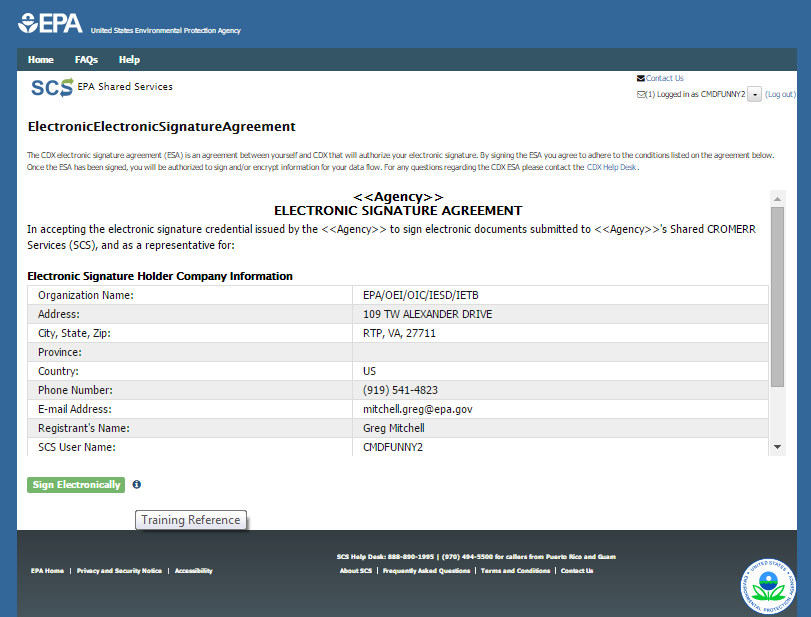 EPA United States Environmental Protection Agency
Home FAQs Help
SCS EPA Shared Services
Contact Us
(1) Logged in as CMDFUNNY2 (Log out)
ElectronicElectronicSignatureAgreement
The CDX electronic signature agreement (ESA) is an agreement between yourself and CDX that will authorize your electronic signature. By signing the ESA you agree to adhere to the conditions listed on the agreement below.
Once the ESA has been signed, you will be authorized to sign and/or encrypt information for your data flow. For any questions regarding the CDX ESA please contact the CDX Help Desk.
<<Agency>>
ELECTRONIC SIGNATURE AGREEMENT
In accepting the electronic signature credential issued by the <<Agency>> to sign electronic documents submitted to <<Agency>>'s Shared CROMERR
Services (SCS), and as a representative for:
Electronic Signature Holder Company Information
Organization Name: EPA/OEI/OIC/IESD/IETB
Address: 109 TW ALEXANDER DRIVE
City, State, Zip: RTP, VA, 27711
Province:
Country: US
Phone Number: (919) 541-4823
E-mail Address: mitchell.greg@epa.gov
Registrant's Name: Greg Mitchell
SCS User Name: CMDFUNNY2
Sign Electronically
Training Reference
SCS Help Desk: 888-890-1995 | (970) 494-5500 for callers from Puerto Rico and Guam
EPA Home | Privacy and Security Notice | Accessibility
About SCS | Frequently Asked Questions | Terms and Conditions | Contact Us
UNITED STATES
ENVIRONMENTAL PROTECTION AGENCY